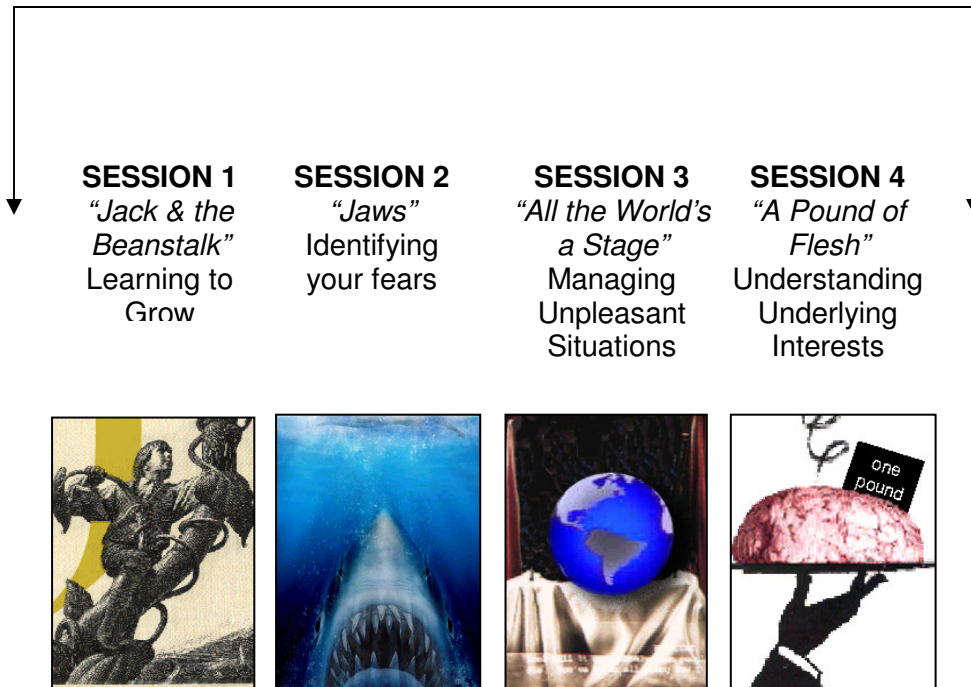 SESSION 1
"Jack & the
Beanstalk"
Learning to
Grow
SESSION 2
"Jaws"
Identifying
your fears
SESSION 3
"All the World's
a Stage"
Managing
Unpleasant
Situations
SESSION 4
"A Pound of
Flesh"
Understanding
Underlying
Interests
one
pound